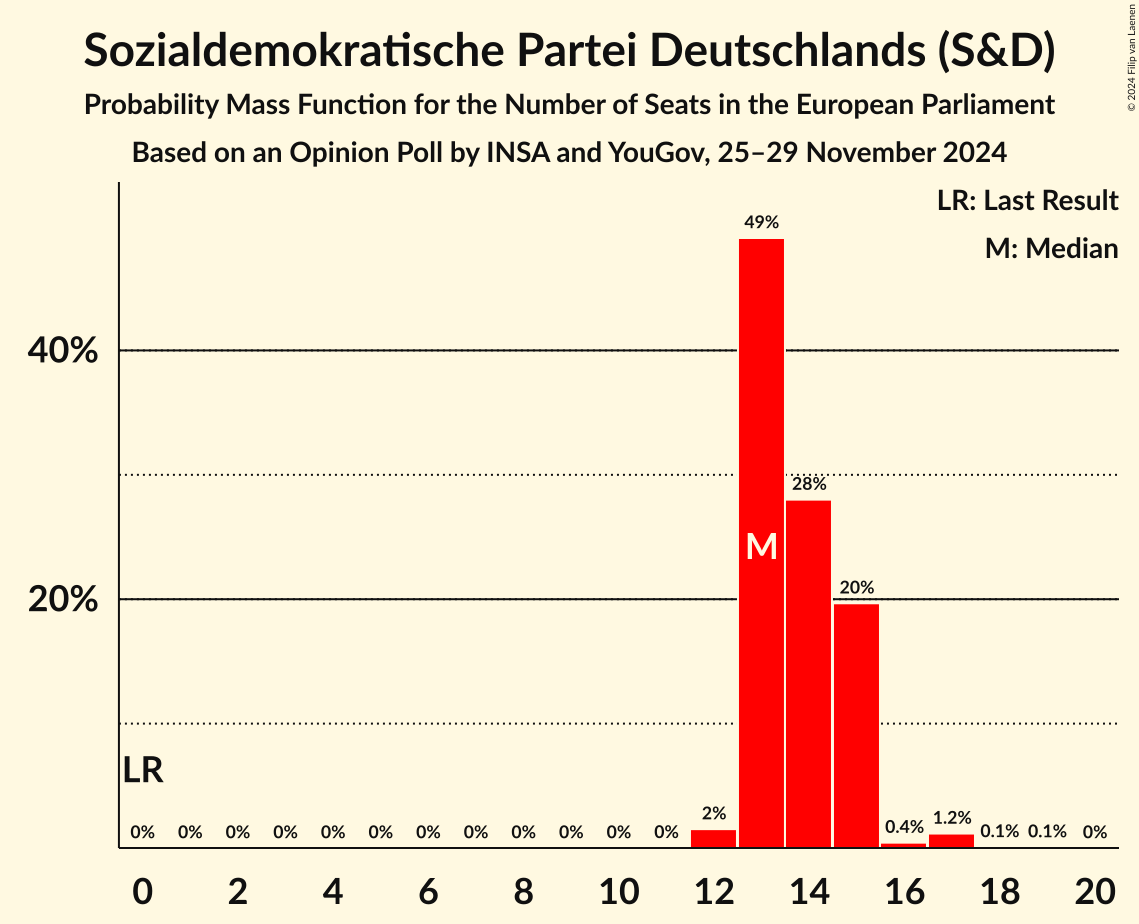 Sozialdemokratische Partei Deutschlands (S&D)
Probability Mass Function for the Number of Seats in the European Parliament
Based on an Opinion Poll by INSA and YouGov, 25–29 November 2024
© 2024 Filip van Laenen
LR: Last Result
M: Median
49%
40%
28%
M
20%
20%
LR
0% 0% 0% 0% 0% 0% 0% 0% 0% 0% 0% 0% 2% 0.4% 1.2% 0.1% 0.1% 0%
0 2 4 6 8 10 12 14 16 18 20